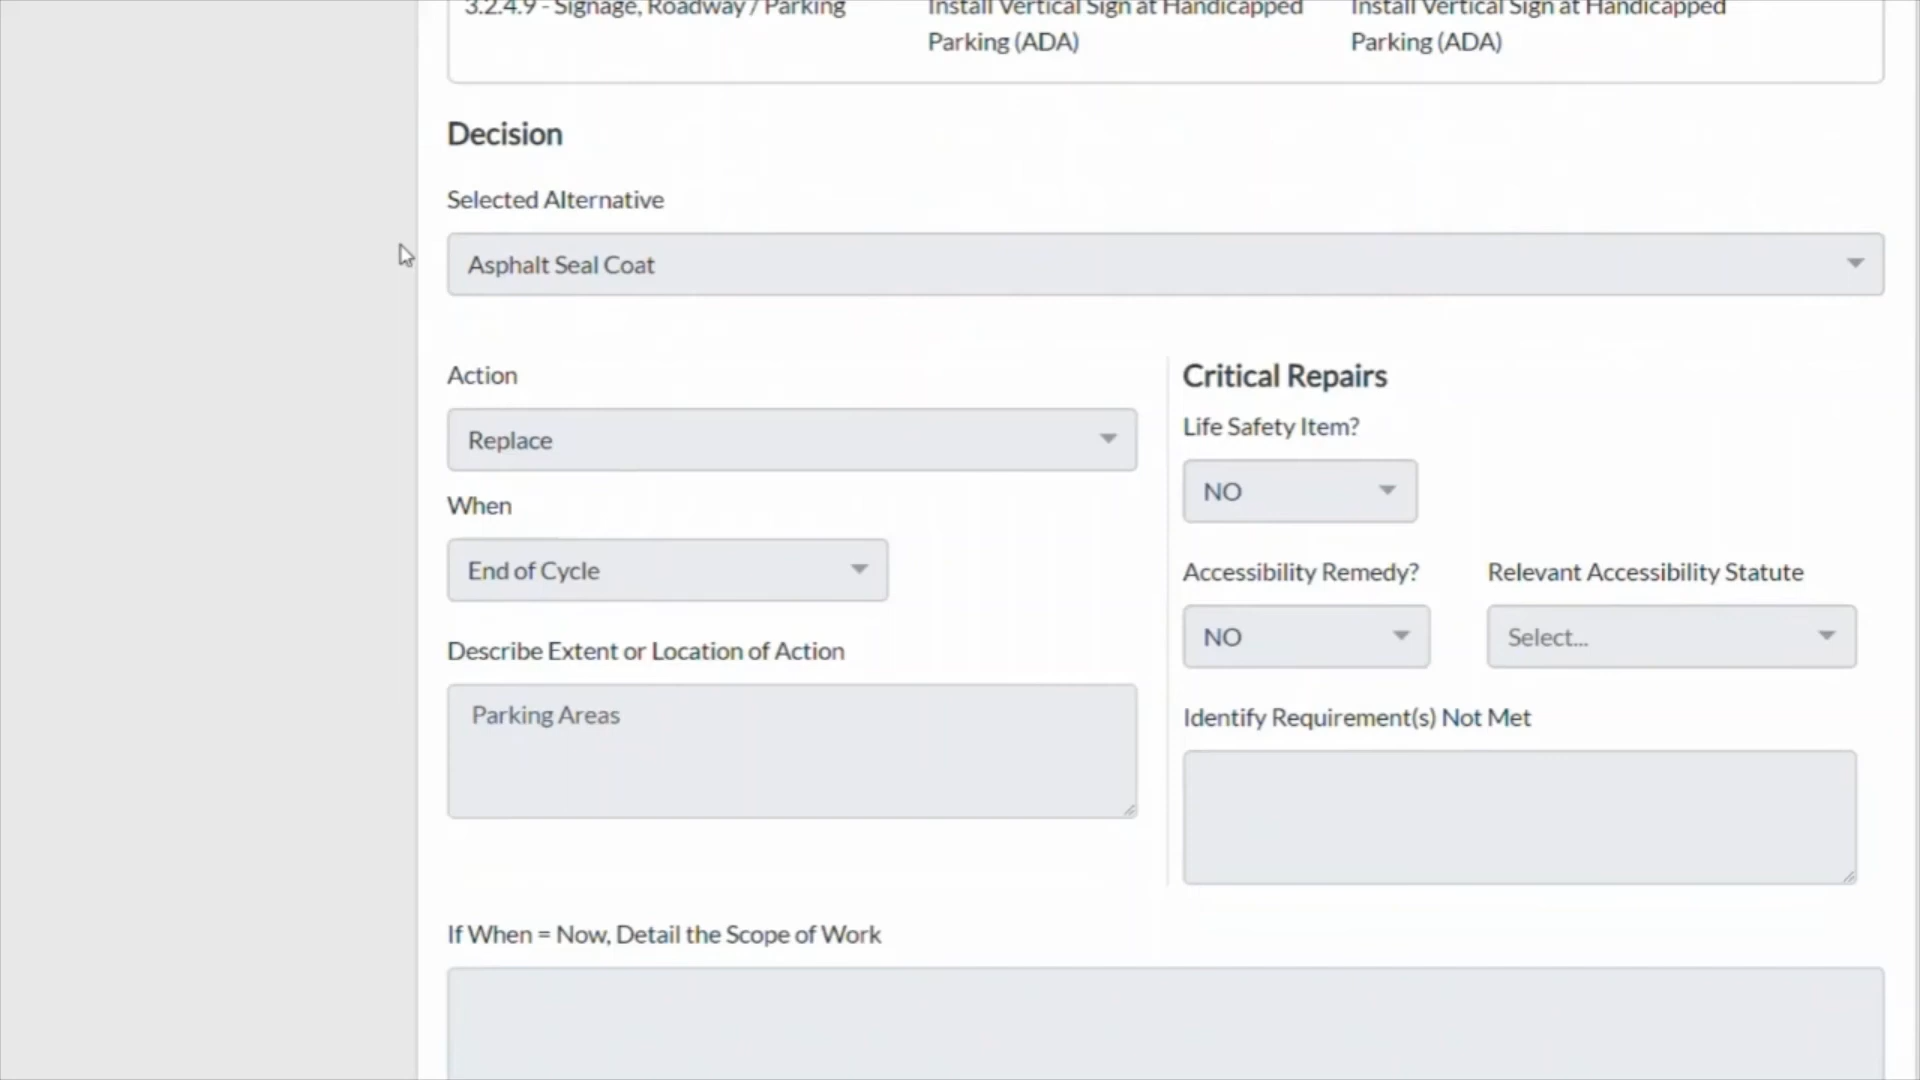 3.2.4.9 - Signage, Roadway / Parking
Install Vertical Sign at Handicapped
Parking (ADA)
Install Vertical Sign at Handicapped
Parking (ADA)
Decision
Selected Alternative
Asphalt Seal Coat
Action
Replace
When
End of Cycle
Describe Extent or Location of Action
Parking Areas
Critical Repairs
Life Safety Item?
NO
Accessibility Remedy?
NO
Relevant Accessibility Statute
Select...
Identify Requirement(s) Not Met
If When = Now, Detail the Scope of Work